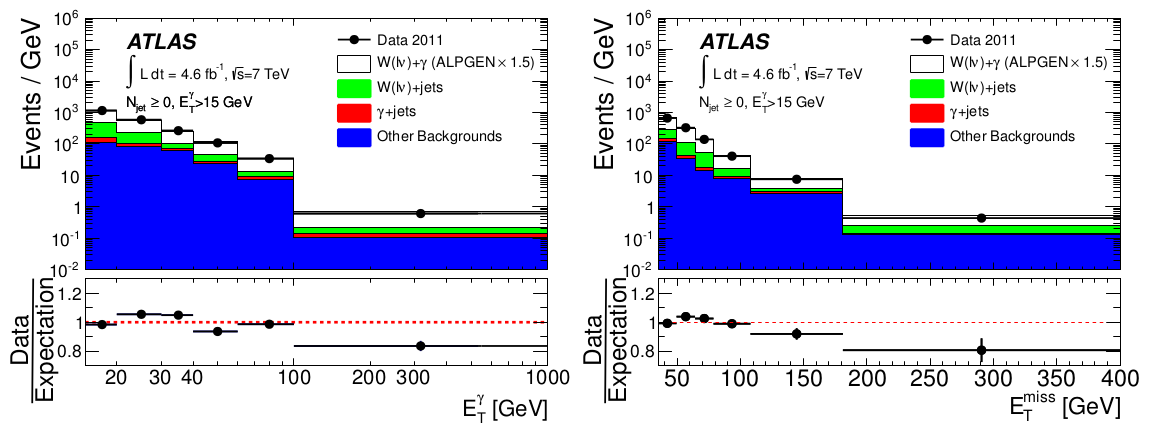 Events / GeV
10^6
10^5
10^4
10^3
10^2
10
1
10^-1
10^-2
ATLAS
∫ L dt = 4.6 fb^-1, √s=7 TeV
N_jet ≥ 0, E_T^γ>15 GeV
Data 2011
W(lν)+γ (ALPGEN × 1.5)
W(lν)+jets
γ+jets
Other Backgrounds
Data
Expectation
1.2
1
0.8
20 30 40 100 200 300 1000
E_T^γ [GeV]
Events / GeV
10^6
10^5
10^4
10^3
10^2
10
1
10^-1
10^-2
ATLAS
∫ L dt = 4.6 fb^-1, √s=7 TeV
N_jet ≥ 0, E_T^γ>15 GeV
Data 2011
W(lν)+γ (ALPGEN × 1.5)
W(lν)+jets
γ+jets
Other Backgrounds
Data
Expectation
1.2
1
0.8
50 100 150 200 250 300 350 400
E_T^miss [GeV]